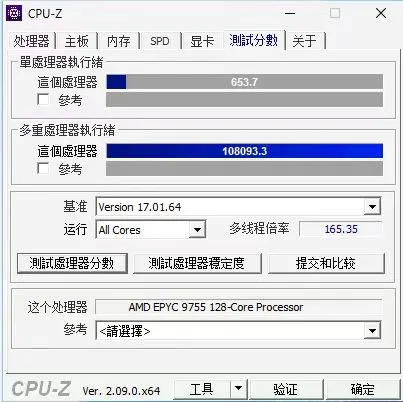 CPU-Z
处理器 主板 内存 SPD 显卡 測試分數 关于
單處理器執行緒
這個處理器 653.7
參考
多重處理器執行緒
這個處理器 108093.3
參考
基准 Version 17.01.64
运行 All Cores 多线程倍率 165.35
測試處理器分數 測試處理器穩定度 提交和比较
这个处理器 AMD EPYC 9755 128-Core Processor
參考 <請選擇>
CPU-Z Ver. 2.09.0.x64 工具 验证 确定